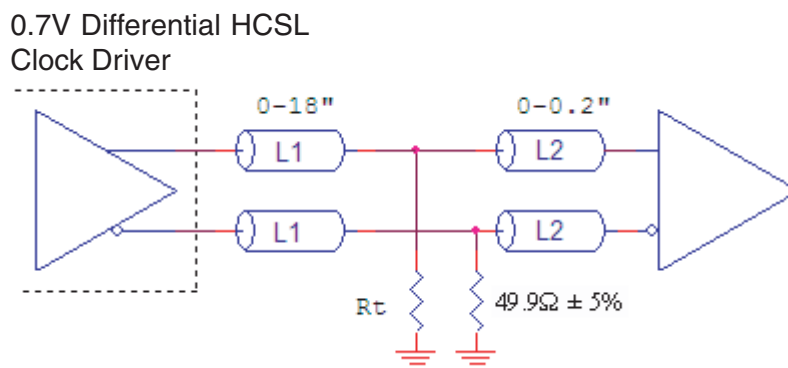 0.7V Differential HCSL
Clock Driver
0-18"
0-0.2"
L1
L2
L1
L2
Rt
49.9Ω ± 5%